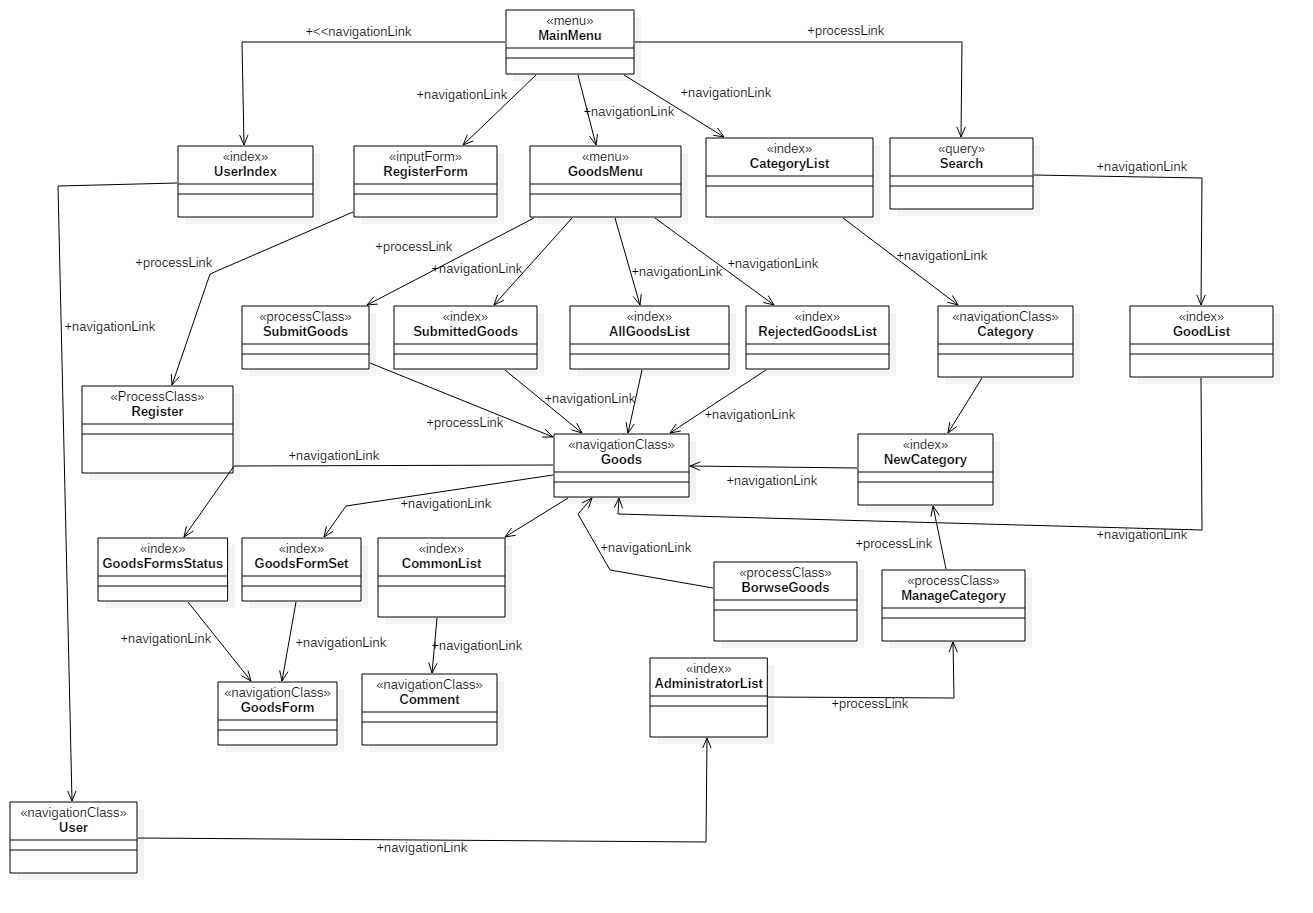 «menu»
MainMenu
+<<navigationLink
+processLink
+navigationLink
+navigationLink
+navigationLink
«index»
UserIndex
«inputForm»
RegisterForm
«menu»
GoodsMenu
«index»
CategoryList
«query»
Search
+navigationLink
+processLink
+processLink
+navigationLink
+navigationLink
+navigationLink
+navigationLink
+navigationLink
«processClass»
SubmitGoods
«index»
SubmittedGoods
«index»
AllGoodsList
«index»
RejectedGoodsList
«navigationClass»
Category
«index»
GoodList
«ProcessClass»
Register
+navigationLink
+processLink
+navigationLink
«navigationClass»
Goods
«index»
NewCategory
+navigationLink
+navigationLink
+navigationLink
+navigationLink
+navigationLink
+processLink
«index»
GoodsFormsStatus
«index»
GoodsFormSet
«index»
CommonList
«processClass»
BorwseGoods
«processClass»
ManageCategory
+navigationLink
+navigationLink
+navigationLink
«navigationClass»
GoodsForm
«navigationClass»
Comment
«index»
AdministratorList
+processLink
«navigationClass»
User
+navigationLink